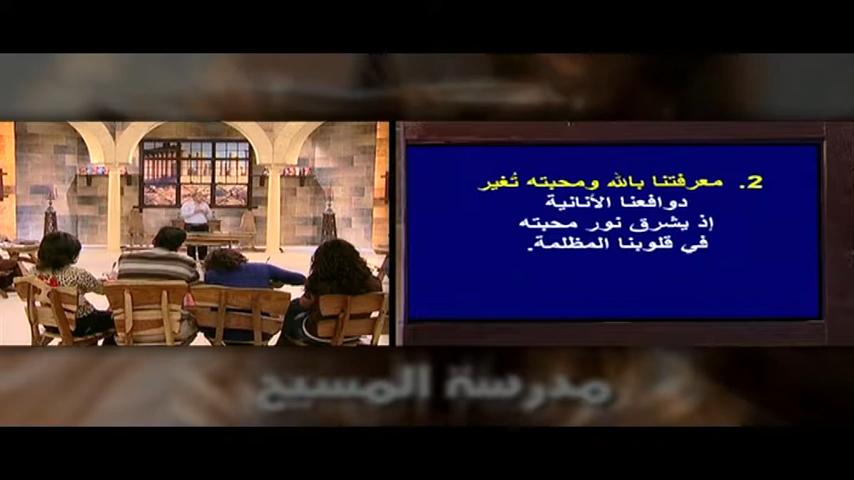 2. معرفتنا بالله ومحبته تُغير
دوافعنا الأنانية
إذ يشرق نور محبته
في قلوبنا المظلمة.
مدرسة المسيح